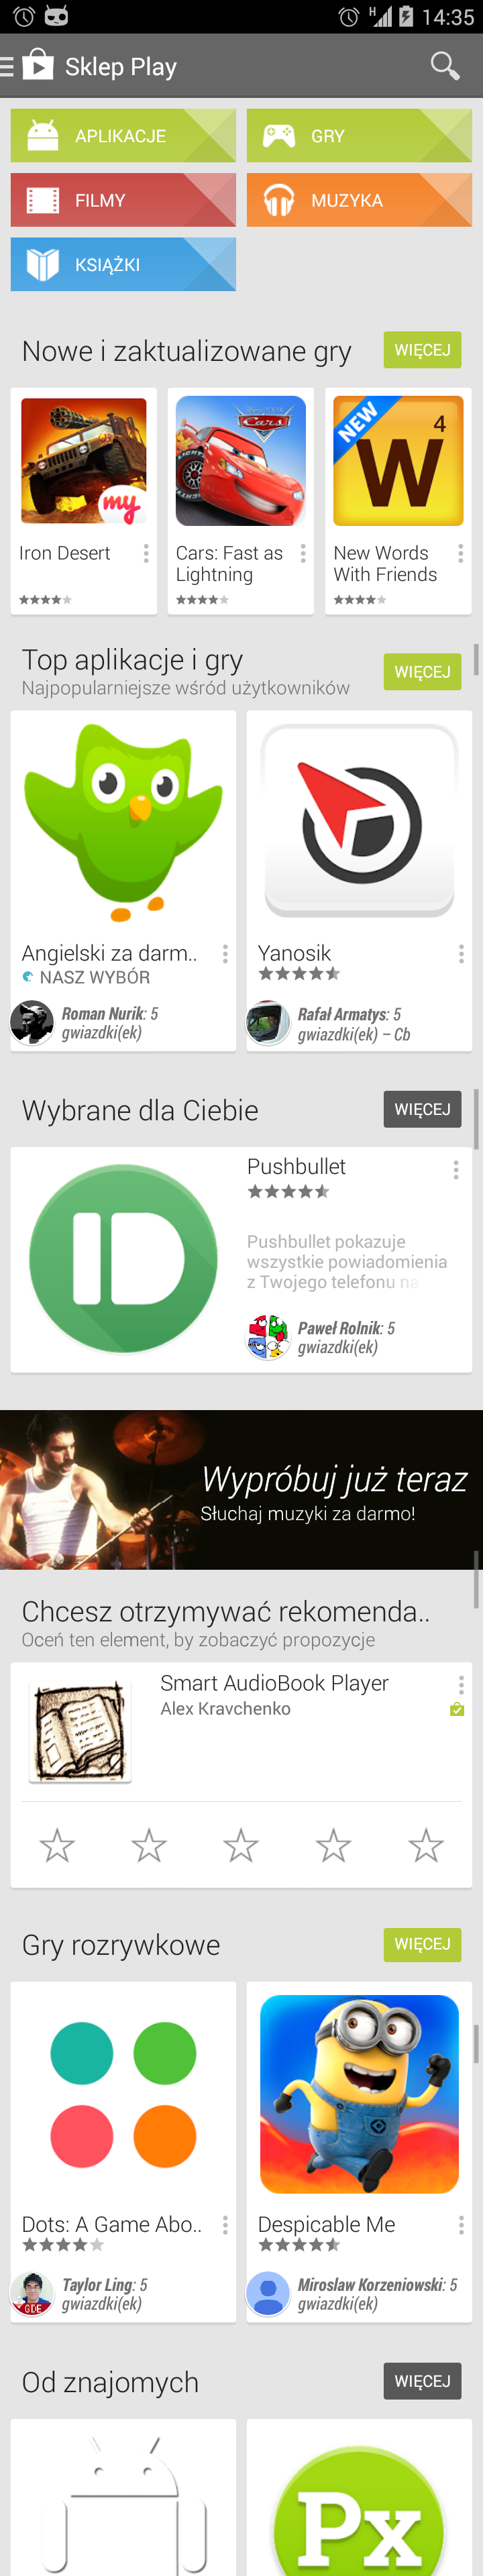 H 14:35
Sklep Play
APLIKACJE
GRY
FILMY
MUZYKA
KSIĄŻKI
Nowe i zaktualizowane gry
WIĘCEJ
my
Cars
NEW
4
W
Iron Desert
Cars: Fast as
Lightning
New Words
With Friends
Top aplikacje i gry
Najpopularniejsze wśród użytkowników
WIĘCEJ
Angielski za darm..
NASZ WYBÓR
Roman Nurik: 5
gwiazdki(ek)
Yanosik
Rafał Armatys: 5
gwiazdki(ek) – Cb
Wybrane dla Ciebie
WIĘCEJ
Pushbullet
Pushbullet pokazuje
wszystkie powiadomienia
z Twojego telefonu na
Paweł Rolnik: 5
gwiazdki(ek)
Wypróbuj już teraz
Słuchaj muzyki za darmo!
Chcesz otrzymywać rekomenda..
Oceń ten element, by zobaczyć propozycje
Smart AudioBook Player
Alex Kravchenko
Gry rozrywkowe
WIĘCEJ
Dots: A Game Abo..
GDE
Taylor Ling: 5
gwiazdki(ek)
Despicable Me
Miroslaw Korzeniowski: 5
gwiazdki(ek)
Od znajomych
WIĘCEJ
Px